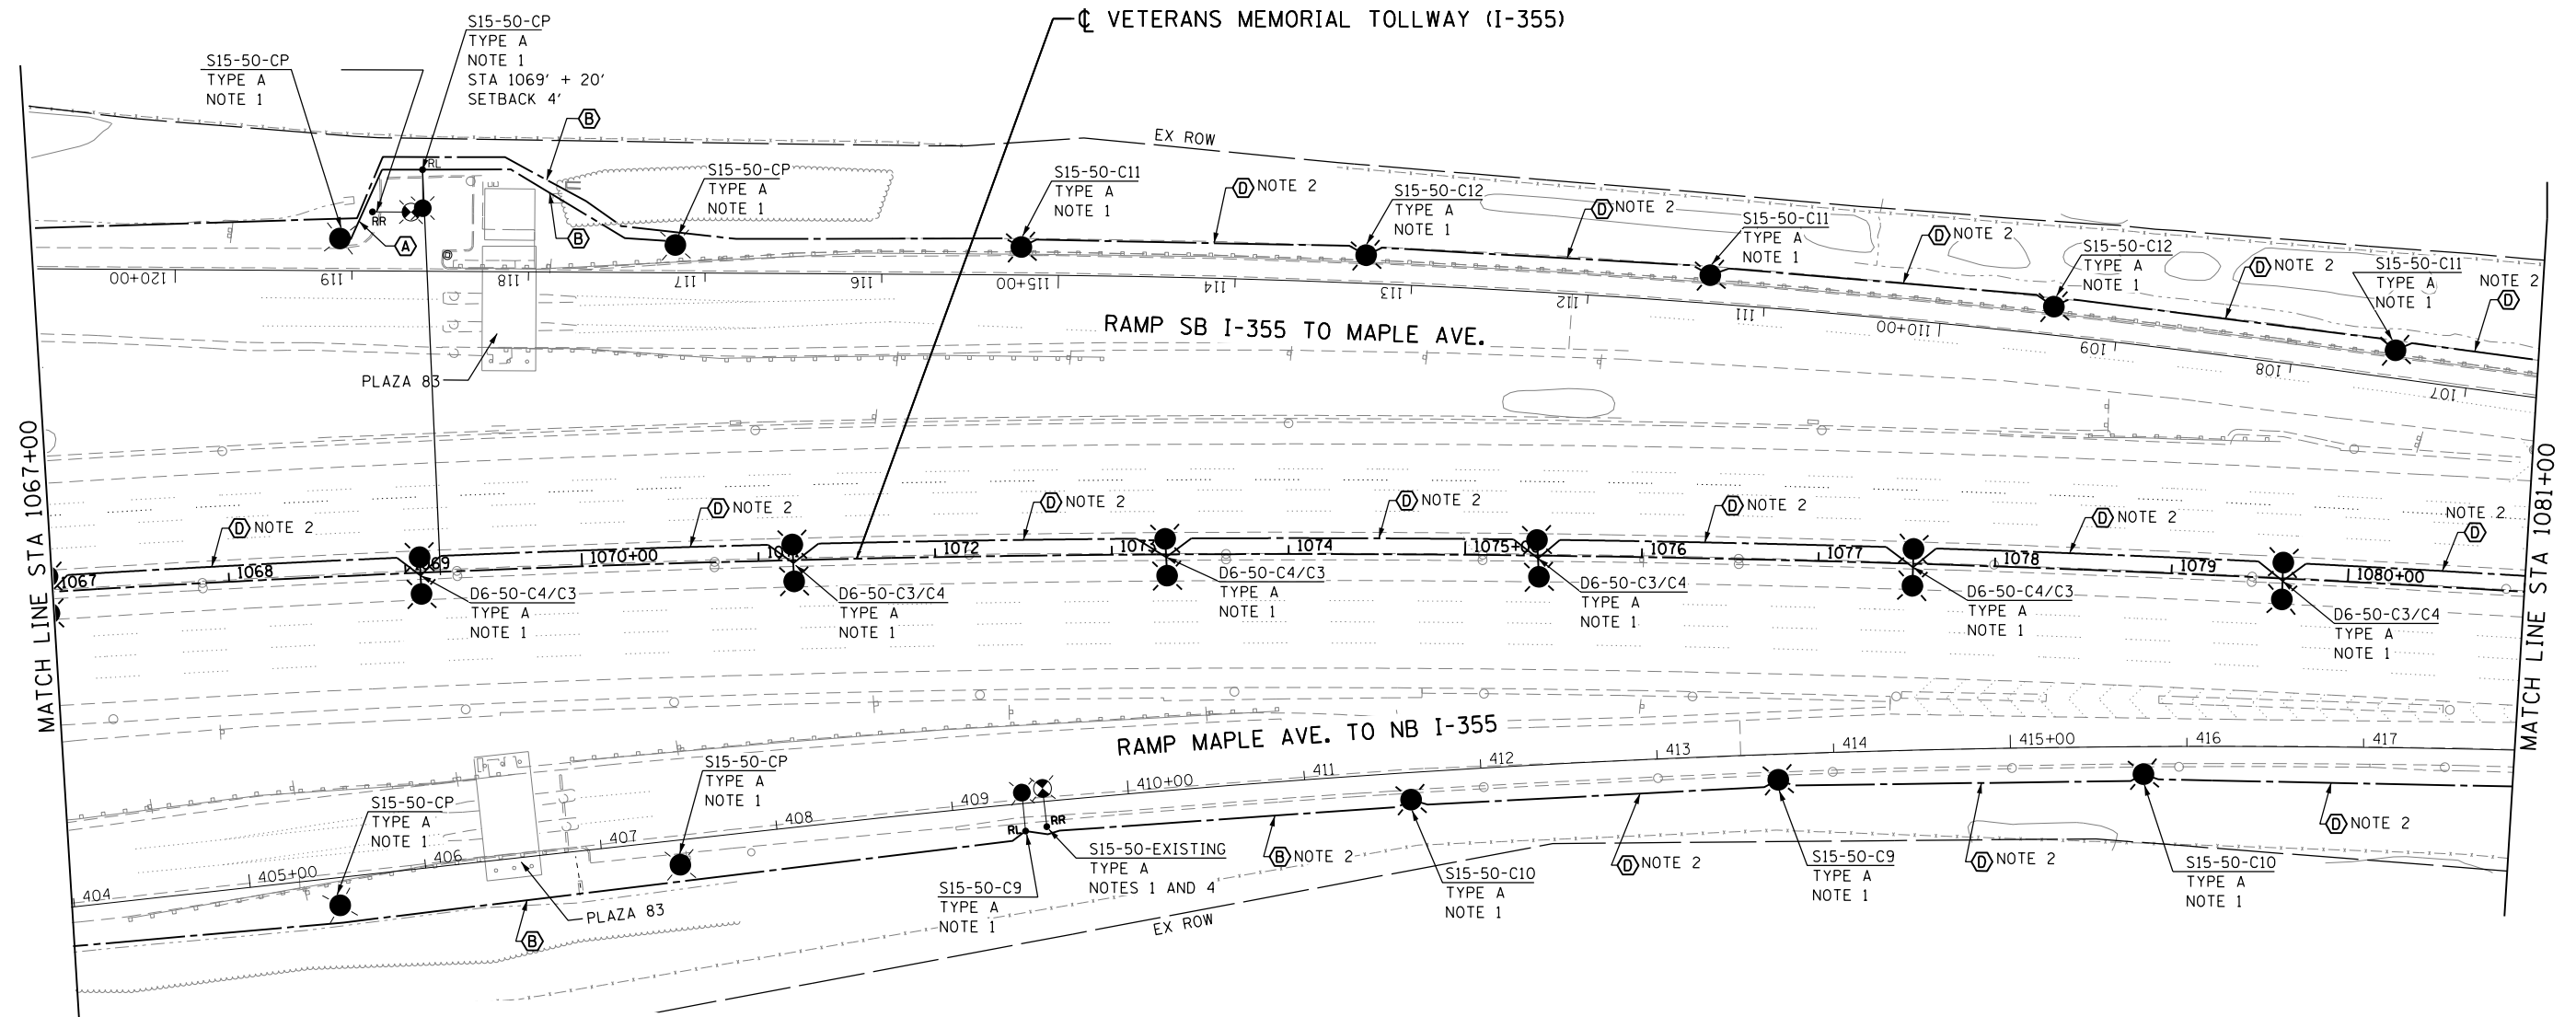 ℄ VETERANS MEMORIAL TOLLWAY (I-355)
S15-50-CP
TYPE A
NOTE 1
STA 1069' + 20'
SETBACK 4'
S15-50-CP
TYPE A
NOTE 1
B
EX ROW
RL
RR
A
B
S15-50-CP
TYPE A
NOTE 1
S15-50-C11
TYPE A
NOTE 1
D NOTE 2
S15-50-C12
TYPE A
NOTE 1
D NOTE 2
S15-50-C11
TYPE A
NOTE 1
D NOTE 2
S15-50-C12
TYPE A
NOTE 1
D NOTE 2
S15-50-C11
TYPE A
NOTE 1
NOTE 2
D
120+00
119
118
117
116
115+00
114
113
112
111
110+00
109
108
107
RAMP SB I-355 TO MAPLE AVE.
PLAZA 83
MATCH LINE STA 1067+00
MATCH LINE STA 1081+00
D NOTE 2
D NOTE 2
D NOTE 2
D NOTE 2
D NOTE 2
D NOTE 2
NOTE 2
D
1067
1068
1070+00
1072
1073
1074
1076
1077
1078
1079
1080+00
D6-50-C4/C3
TYPE A
NOTE 1
D6-50-C3/C4
TYPE A
NOTE 1
D6-50-C4/C3
TYPE A
NOTE 1
D6-50-C3/C4
TYPE A
NOTE 1
D6-50-C4/C3
TYPE A
NOTE 1
D6-50-C3/C4
TYPE A
NOTE 1
RAMP MAPLE AVE. TO NB I-355
404
405+00
406
407
408
409
410+00
411
412
413
414
415+00
416
417
S15-50-CP
TYPE A
NOTE 1
S15-50-CP
TYPE A
NOTE 1
RL
RR
PLAZA 83
B
S15-50-C9
TYPE A
NOTE 1
S15-50-EXISTING
TYPE A
NOTES 1 AND 4
B NOTE 2
EX ROW
S15-50-C10
TYPE A
NOTE 1
D NOTE 2
S15-50-C9
TYPE A
NOTE 1
D NOTE 2
S15-50-C10
TYPE A
NOTE 1
D NOTE 2